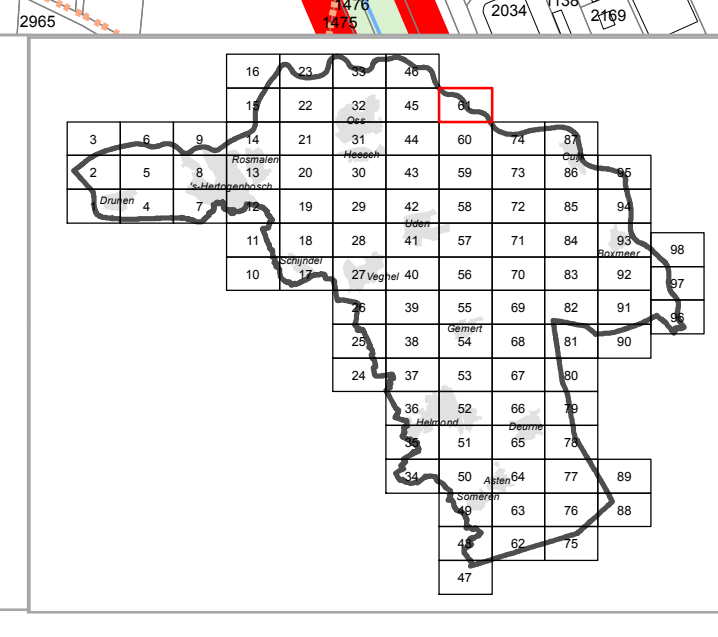 1476
1475
2965
2034
1138
2169
16 23 33 46
15 22 32 45 61
Oss
3 6 9 14 21 31 44 60 74 87
Rosmalen Heesch Cuijk
2 5 8 13 20 30 43 59 73 86 95
's-Hertogenbosch
Drunen
1 4 7 12 19 29 42 58 72 85 94
Uden
11 18 28 41 57 71 84 93 98
Schijndel Boxmeer
10 17 27 Veghel 40 56 70 83 92 97
26 39 55 69 82 91 96
Gemert
25 38 54 68 81 90
24 37 53 67 80
36 52 66 79
Helmond Deurne
35 51 65 78
34 50 Asten 64 77 89
Someren
49 63 76 88
48 62 75
47